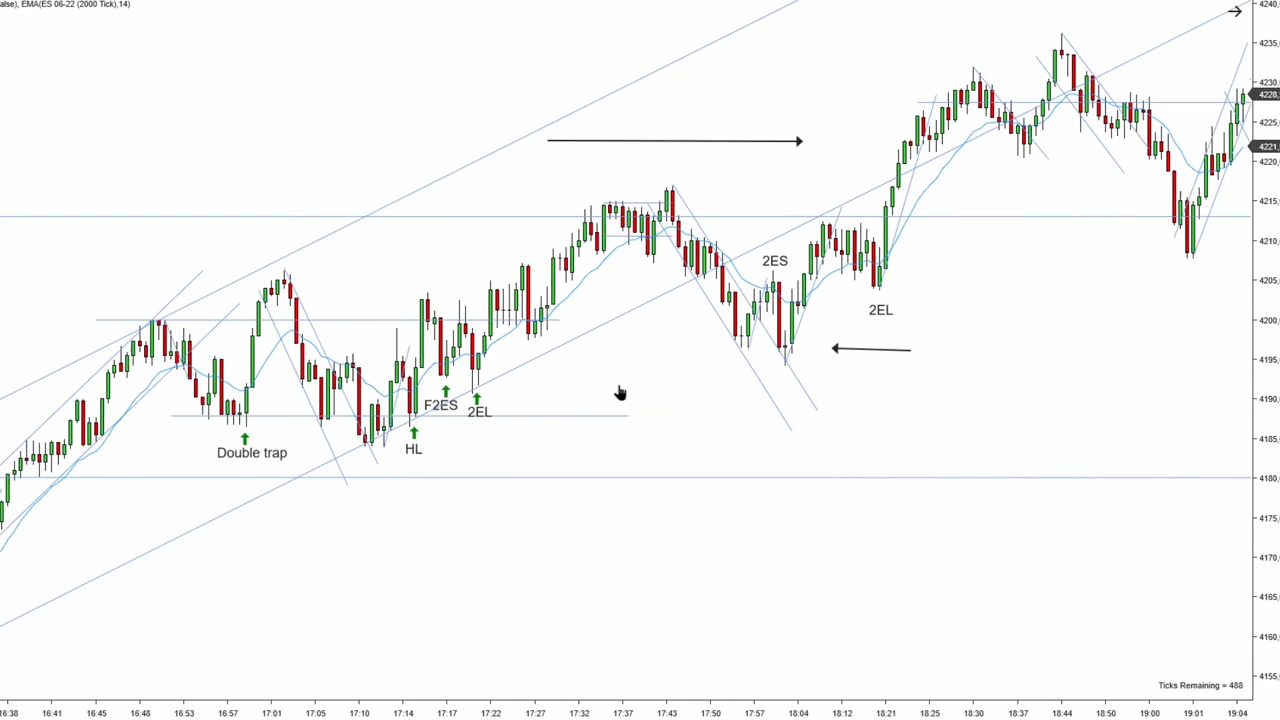 alse), EMA(ES 06-22 (2000 Tick),14)
4240,
4235,
4230,
4228,
4225,
4221,
4220,
4215,
4210,
4205,
4200,
4195,
4190,
4185,
4180,
4175,
4170,
4165,
4160,
4155,
2ES
2EL
F2ES
2EL
HL
Double trap
Ticks Remaining = 488
16:38 16:41 16:45 16:48 16:53 16:57 17:01 17:05 17:10 17:14 17:17 17:22 17:27 17:32 17:37 17:43 17:50 17:58 18:04 18:12 18:21 18:25 18:30 18:37 18:44 18:50 19:00 19:01 19:04